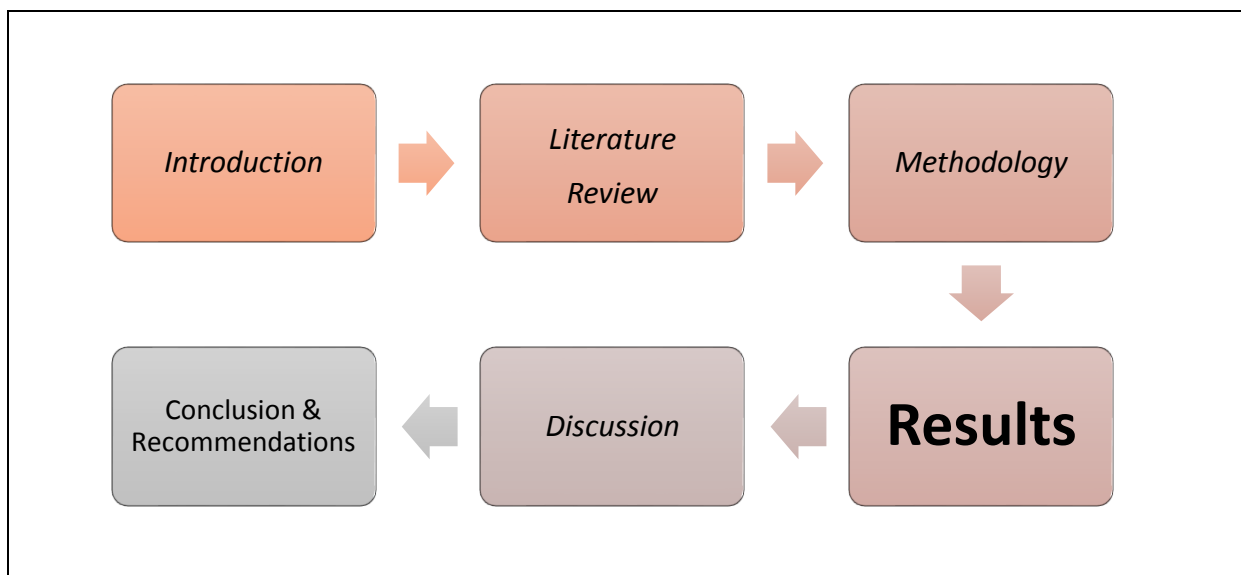 Introduction
Literature
Review
Methodology
Results
Discussion
Conclusion &
Recommendations